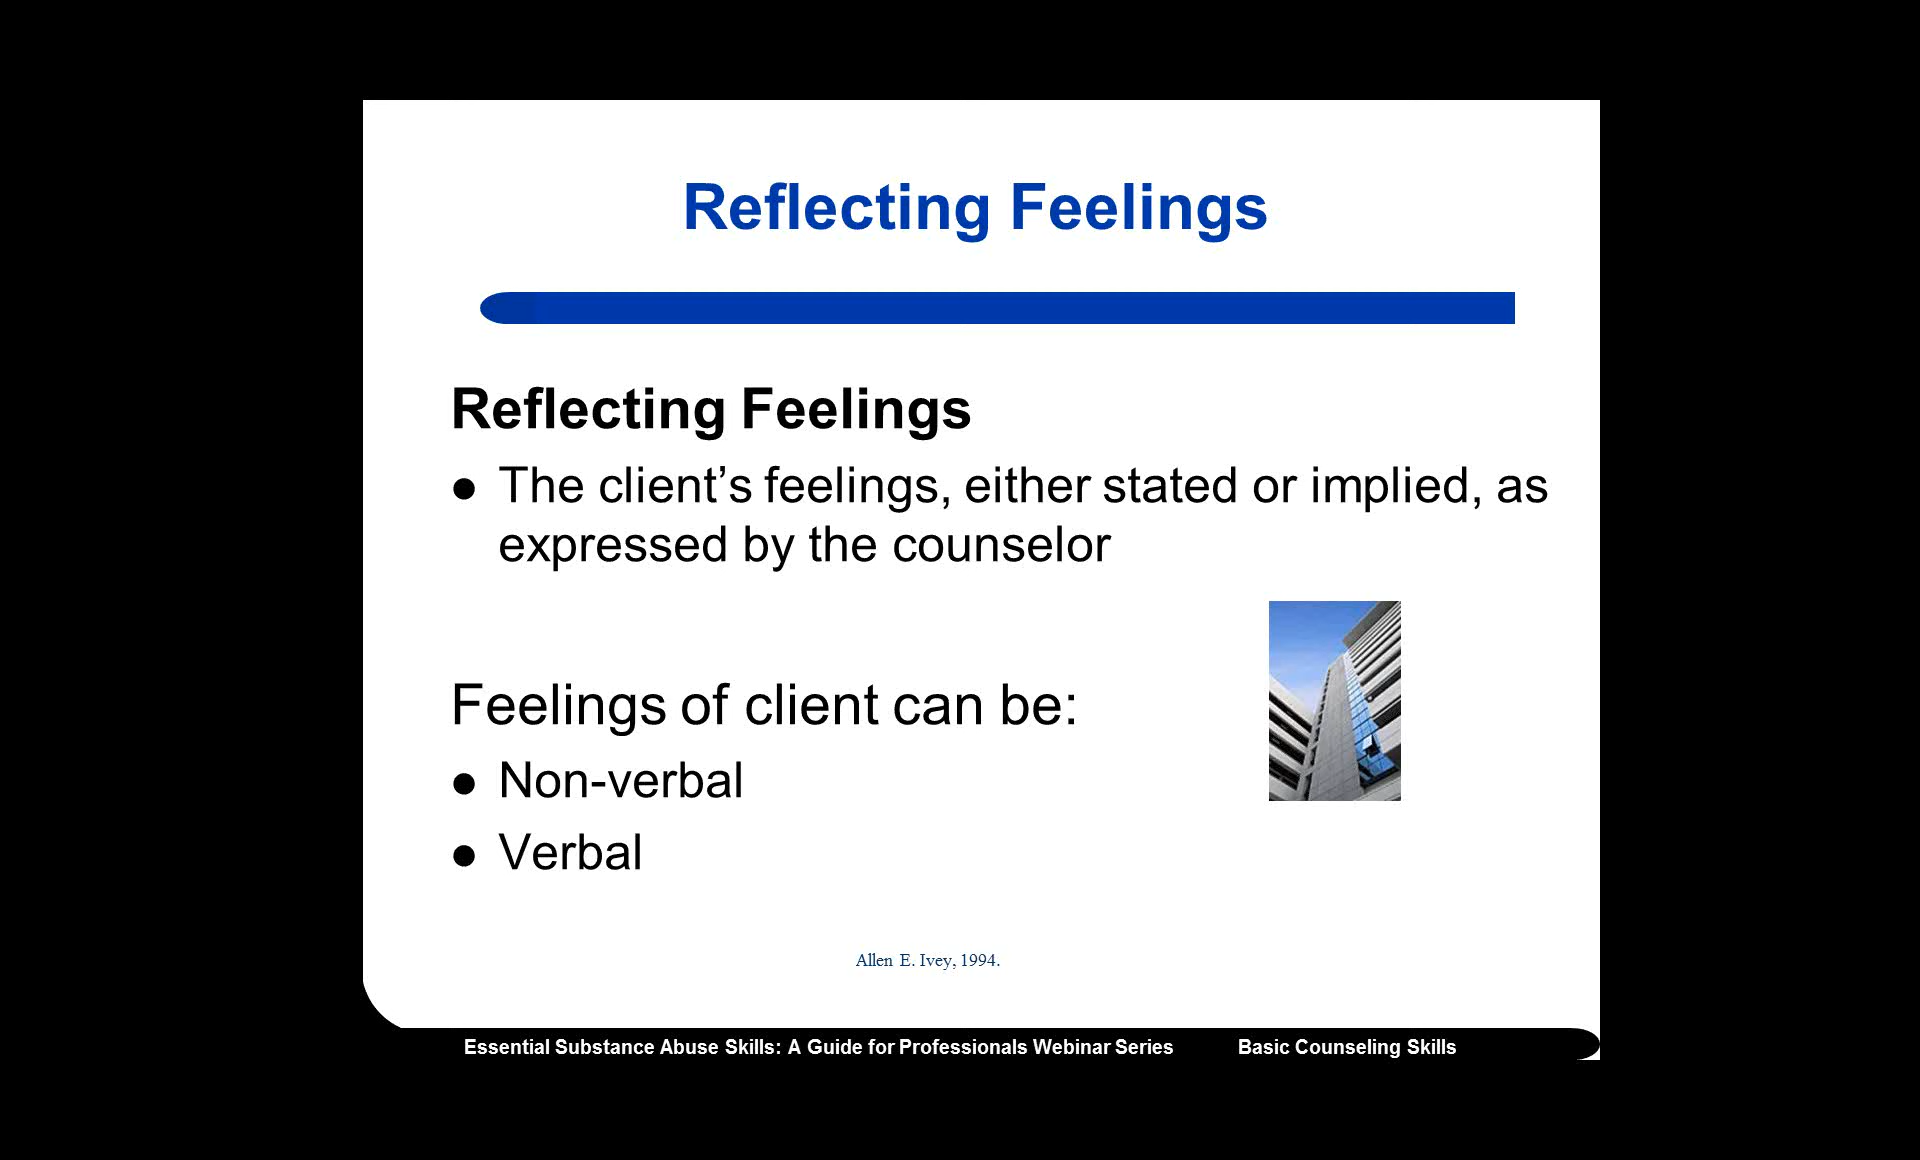 Reflecting Feelings
Reflecting Feelings
● The client’s feelings, either stated or implied, as
expressed by the counselor
Feelings of client can be:
● Non-verbal
● Verbal
Allen E. Ivey, 1994.
Essential Substance Abuse Skills: A Guide for Professionals Webinar Series Basic Counseling Skills